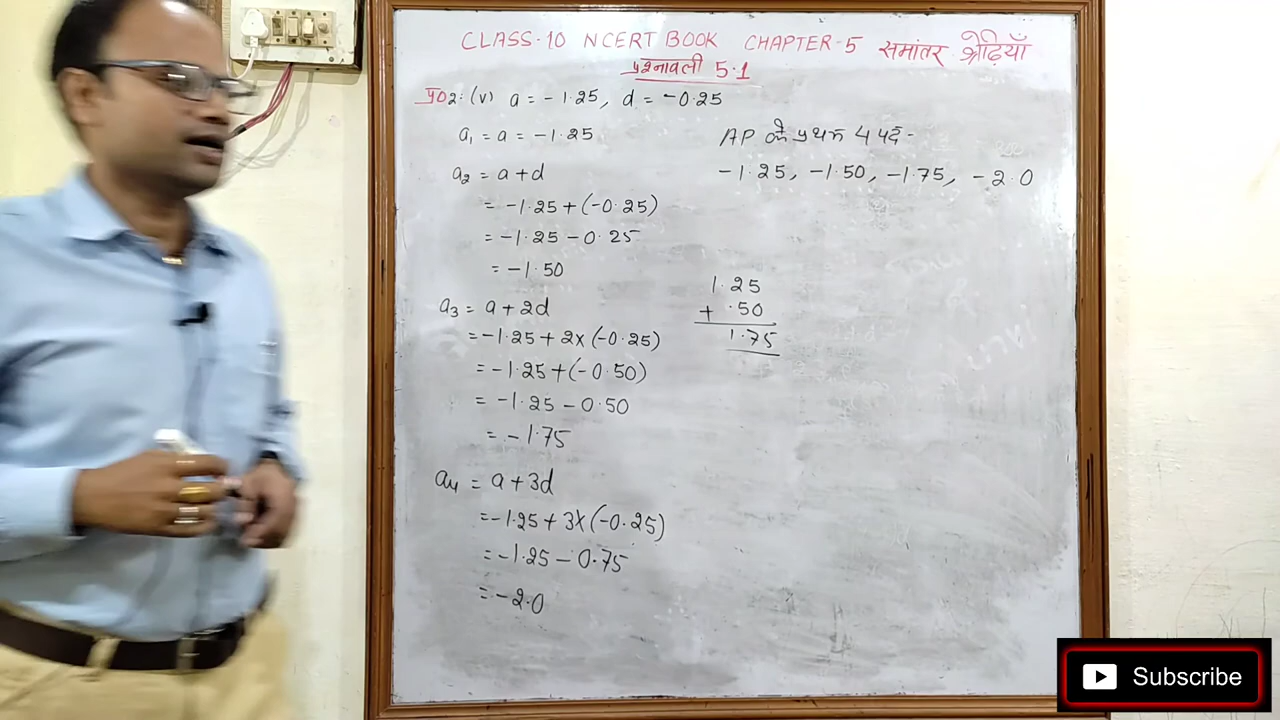 CLASS-10 NCERT BOOK CHAPTER-5 समांतर श्रेढ़ियाँ
प्रश्नावली 5.1
प्र02: (v) a = -1.25, d = -0.25
a₁ = a = -1.25
a₂ = a+d
= -1.25+(-0.25)
= -1.25-0.25
= -1.50
a₃ = a+2d
= -1.25+2×(-0.25)
= -1.25+(-0.50)
= -1.25-0.50
= -1.75
a₄ = a+3d
= -1.25+3×(-0.25)
= -1.25-0.75
= -2.0
AP के प्रथम 4 पद-
-1.25, -1.50, -1.75, -2.0
1.25
+ .50
1.75
Subscribe